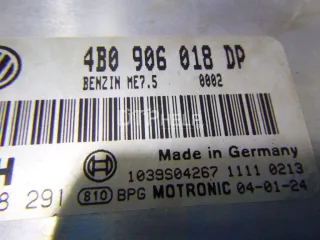 4B0 906 018 DP
BENZIN ME7.5 0002
Made in Germany
1039S04267 1111 0213
H
8 291 810 BPG MOTRONIC 04-01-24